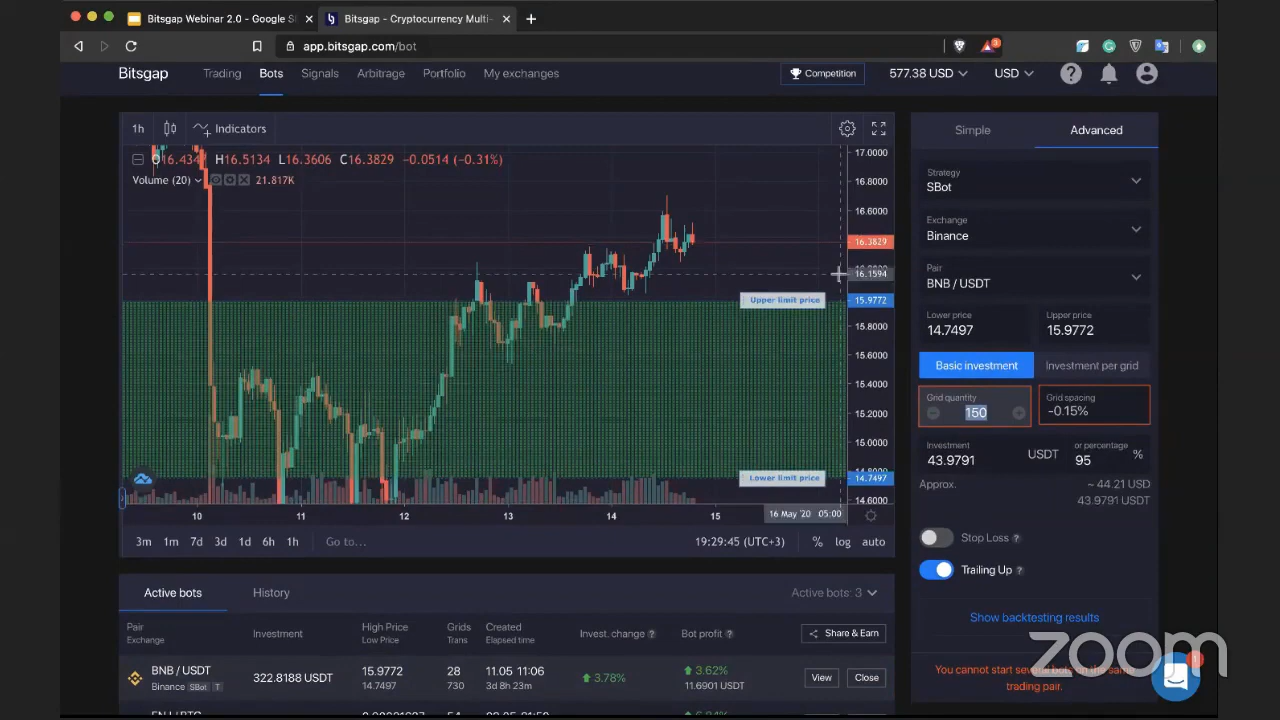 Bitsgap Webinar 2.0 - Google Sl
Bitsgap - Cryptocurrency Multi-
app.bitsgap.com/bot
3
Bitsgap
Trading Bots Signals Arbitrage Portfolio My exchanges
Competition
577.38 USD
USD
1h Indicators
H16.5134 L16.3606 C16.3829 -0.0514 (-0.31%)
Volume (20) 21.817K
17.0000
16.8000
16.6000
16.3829
16.1594
Upper limit price 15.9772
15.8000
15.6000
15.4000
15.2000
15.0000
Lower limit price 14.7497
14.6000
10 11 12 13 14 15 16 May '20 05:00
3m 1m 7d 3d 1d 6h 1h Go to...
19:29:45 (UTC+3) % log auto
Simple Advanced
Strategy
SBot
Exchange
Binance
Pair
BNB / USDT
Lower price Upper price
14.7497 15.9772
Basic investment Investment per grid
Grid quantity Grid spacing
150 -0.15%
Investment or percentage
43.9791 USDT 95 %
Approx. ~ 44.21 USD
43.9791 USDT
Stop Loss ?
Trailing Up ?
Show backtesting results
You cannot start several bots on the same
trading pair.
Active bots History Active bots: 3
Pair Investment High Price Grids Created Invest. change ? Bot profit ? Share & Earn
Exchange Low Price Trans Elapsed time
BNB / USDT 322.8188 USDT 15.9772 28 11.05 11:06 3.78% 3.62% View Close
Binance SBot T 14.7497 730 3d 8h 23m 11.6901 USDT
zoom
1